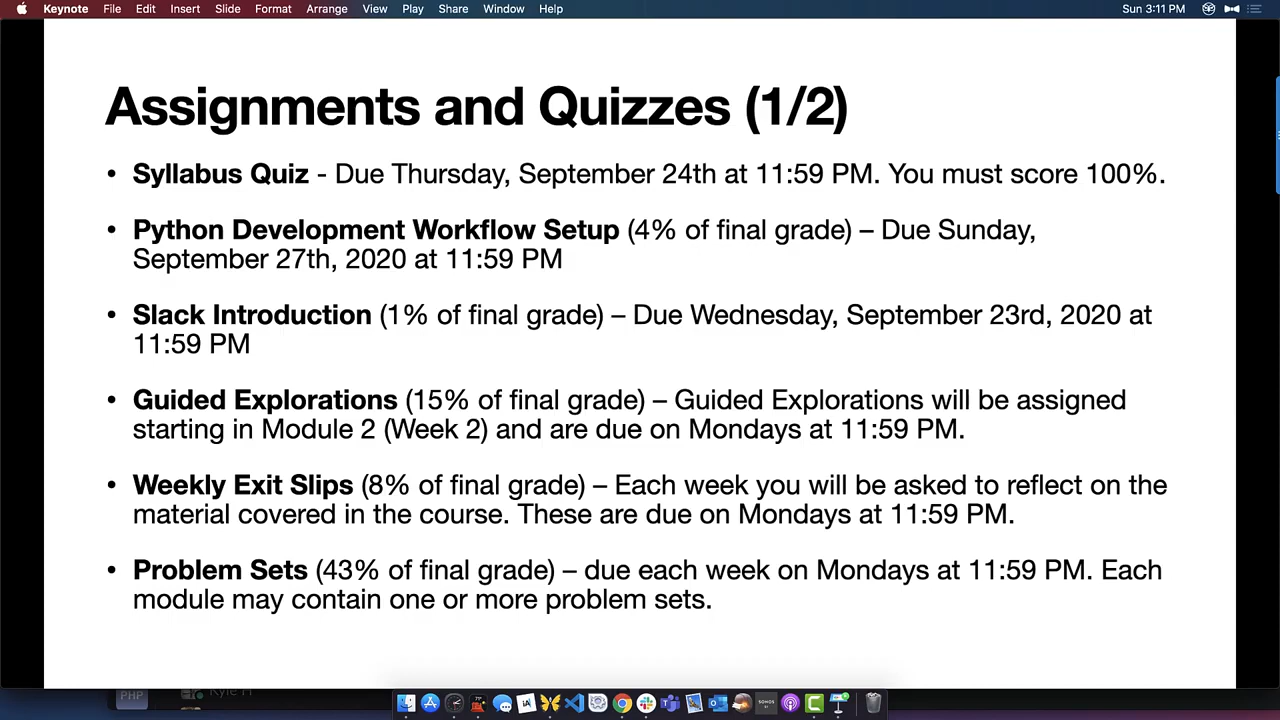 Keynote File Edit Insert Slide Format Arrange View Play Share Window Help Sun 3:11 PM
Assignments and Quizzes (1/2)
• Syllabus Quiz - Due Thursday, September 24th at 11:59 PM. You must score 100%.
• Python Development Workflow Setup (4% of final grade) – Due Sunday,
September 27th, 2020 at 11:59 PM
• Slack Introduction (1% of final grade) – Due Wednesday, September 23rd, 2020 at
11:59 PM
• Guided Explorations (15% of final grade) – Guided Explorations will be assigned
starting in Module 2 (Week 2) and are due on Mondays at 11:59 PM.
• Weekly Exit Slips (8% of final grade) – Each week you will be asked to reflect on the
material covered in the course. These are due on Mondays at 11:59 PM.
• Problem Sets (43% of final grade) – due each week on Mondays at 11:59 PM. Each
module may contain one or more problem sets.
PHP Kyle H
SONOS